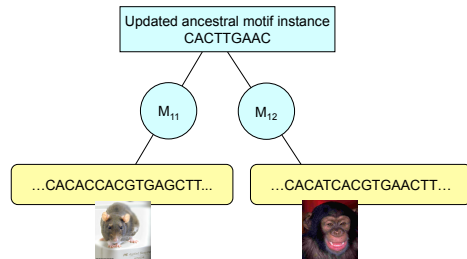 Updated ancestral motif instance
CACTTGAAC
M₁₁
M₁₂
…CACACCACGTGAGCTT...
…CACATCACGTGAACTT…